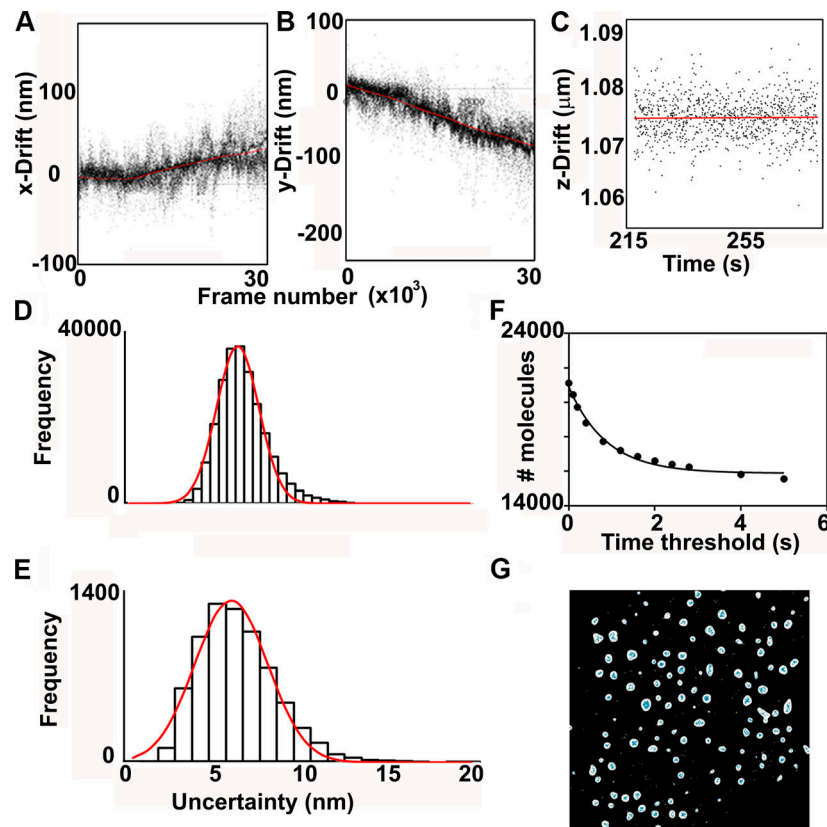 A
x-Drift (nm)
100
0
-100
0
30
B
y-Drift (nm)
100
0
-100
-200
0
30
Frame number (x10³)
C
z-Drift (μm)
1.09
1.08
1.07
1.06
215
255
Time (s)
D
Frequency
40000
0
E
Frequency
1400
0
0
5
10
15
20
Uncertainty (nm)
F
# molecules
24000
14000
0
2
4
6
Time threshold (s)
G